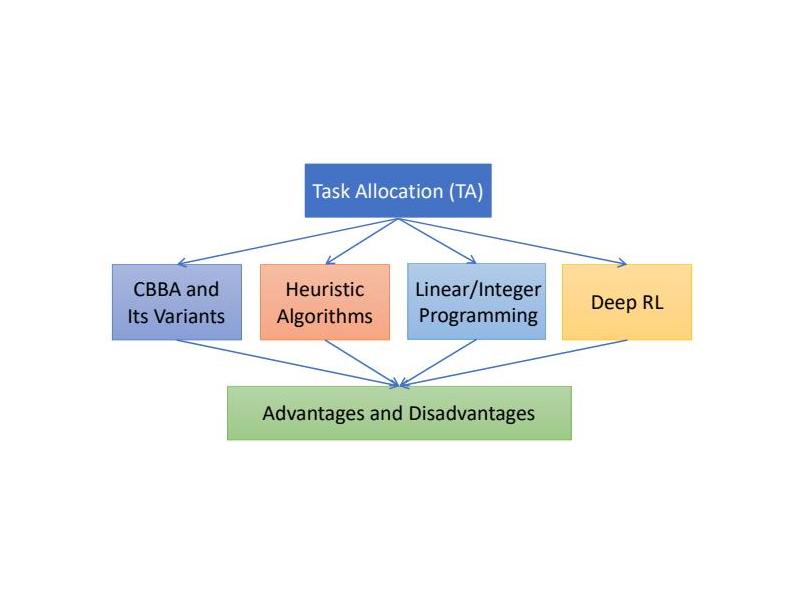 Task Allocation (TA)
CBBA and
Its Variants
Heuristic
Algorithms
Linear/Integer
Programming
Deep RL
Advantages and Disadvantages